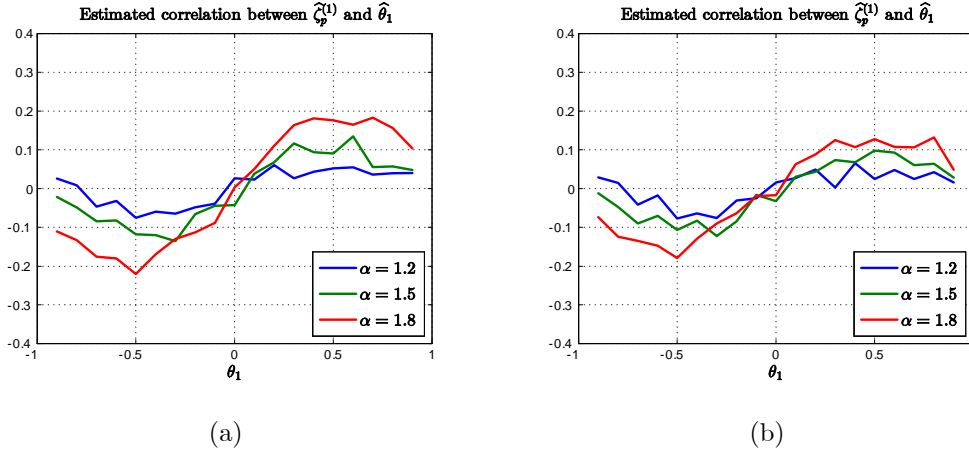 Estimated correlation between ζ̂_p^(1) and θ̂_1
0.4
0.3
0.2
0.1
0
-0.1
-0.2
-0.3
-0.4
-1
-0.5
0
0.5
1
θ_1
α = 1.2
α = 1.5
α = 1.8
(a)
Estimated correlation between ζ̂_p^(1) and θ̂_1
0.4
0.3
0.2
0.1
0
-0.1
-0.2
-0.3
-0.4
-1
-0.5
0
0.5
θ_1
α = 1.2
α = 1.5
α = 1.8
(b)